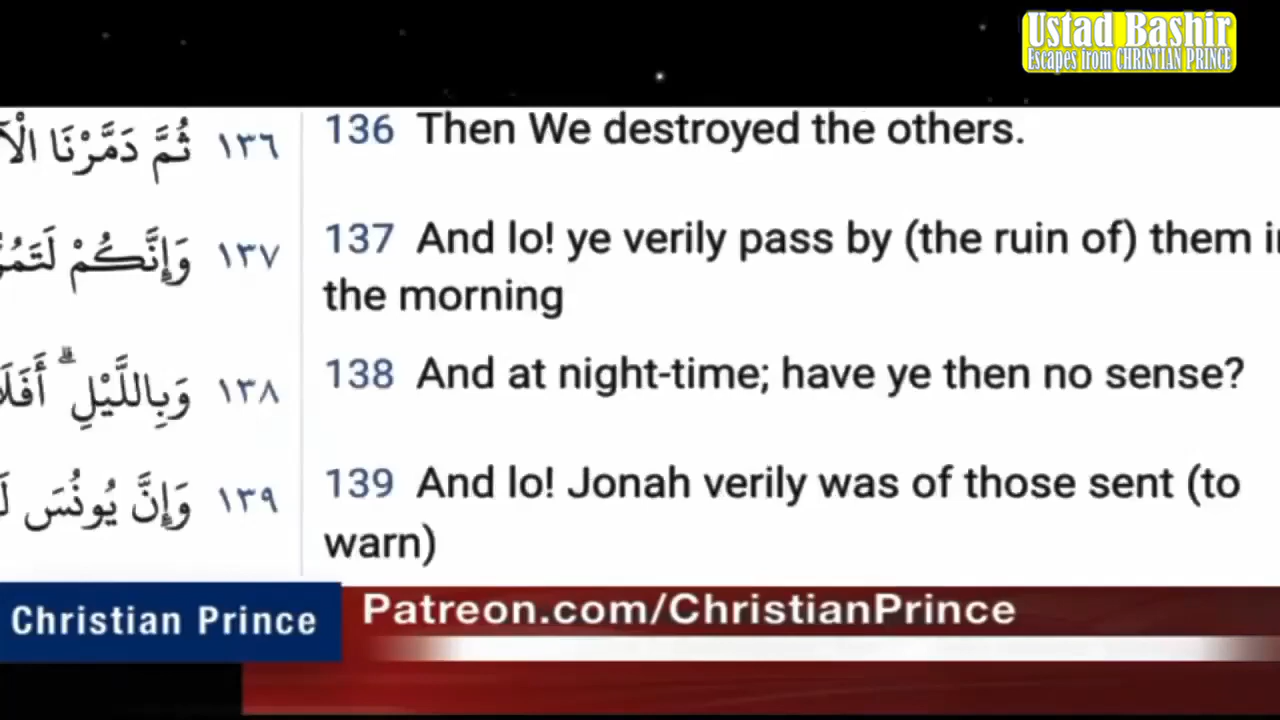 Ustad Bashir
Escapes from CHRISTIAN PRINCE
136 Then We destroyed the others.
١٣٦ ثُمَّ دَمَّرْنَا
137 And lo! ye verily pass by (the ruin of) them in
the morning
١٣٧ وَإِنَّكُمْ
138 And at night-time; have ye then no sense?
١٣٨ وَبِاللَّيْلِ ۗ
139 And lo! Jonah verily was of those sent (to
warn)
١٣٩ وَإِنَّ يُونُسَ
Christian Prince
Patreon.com/ChristianPrince